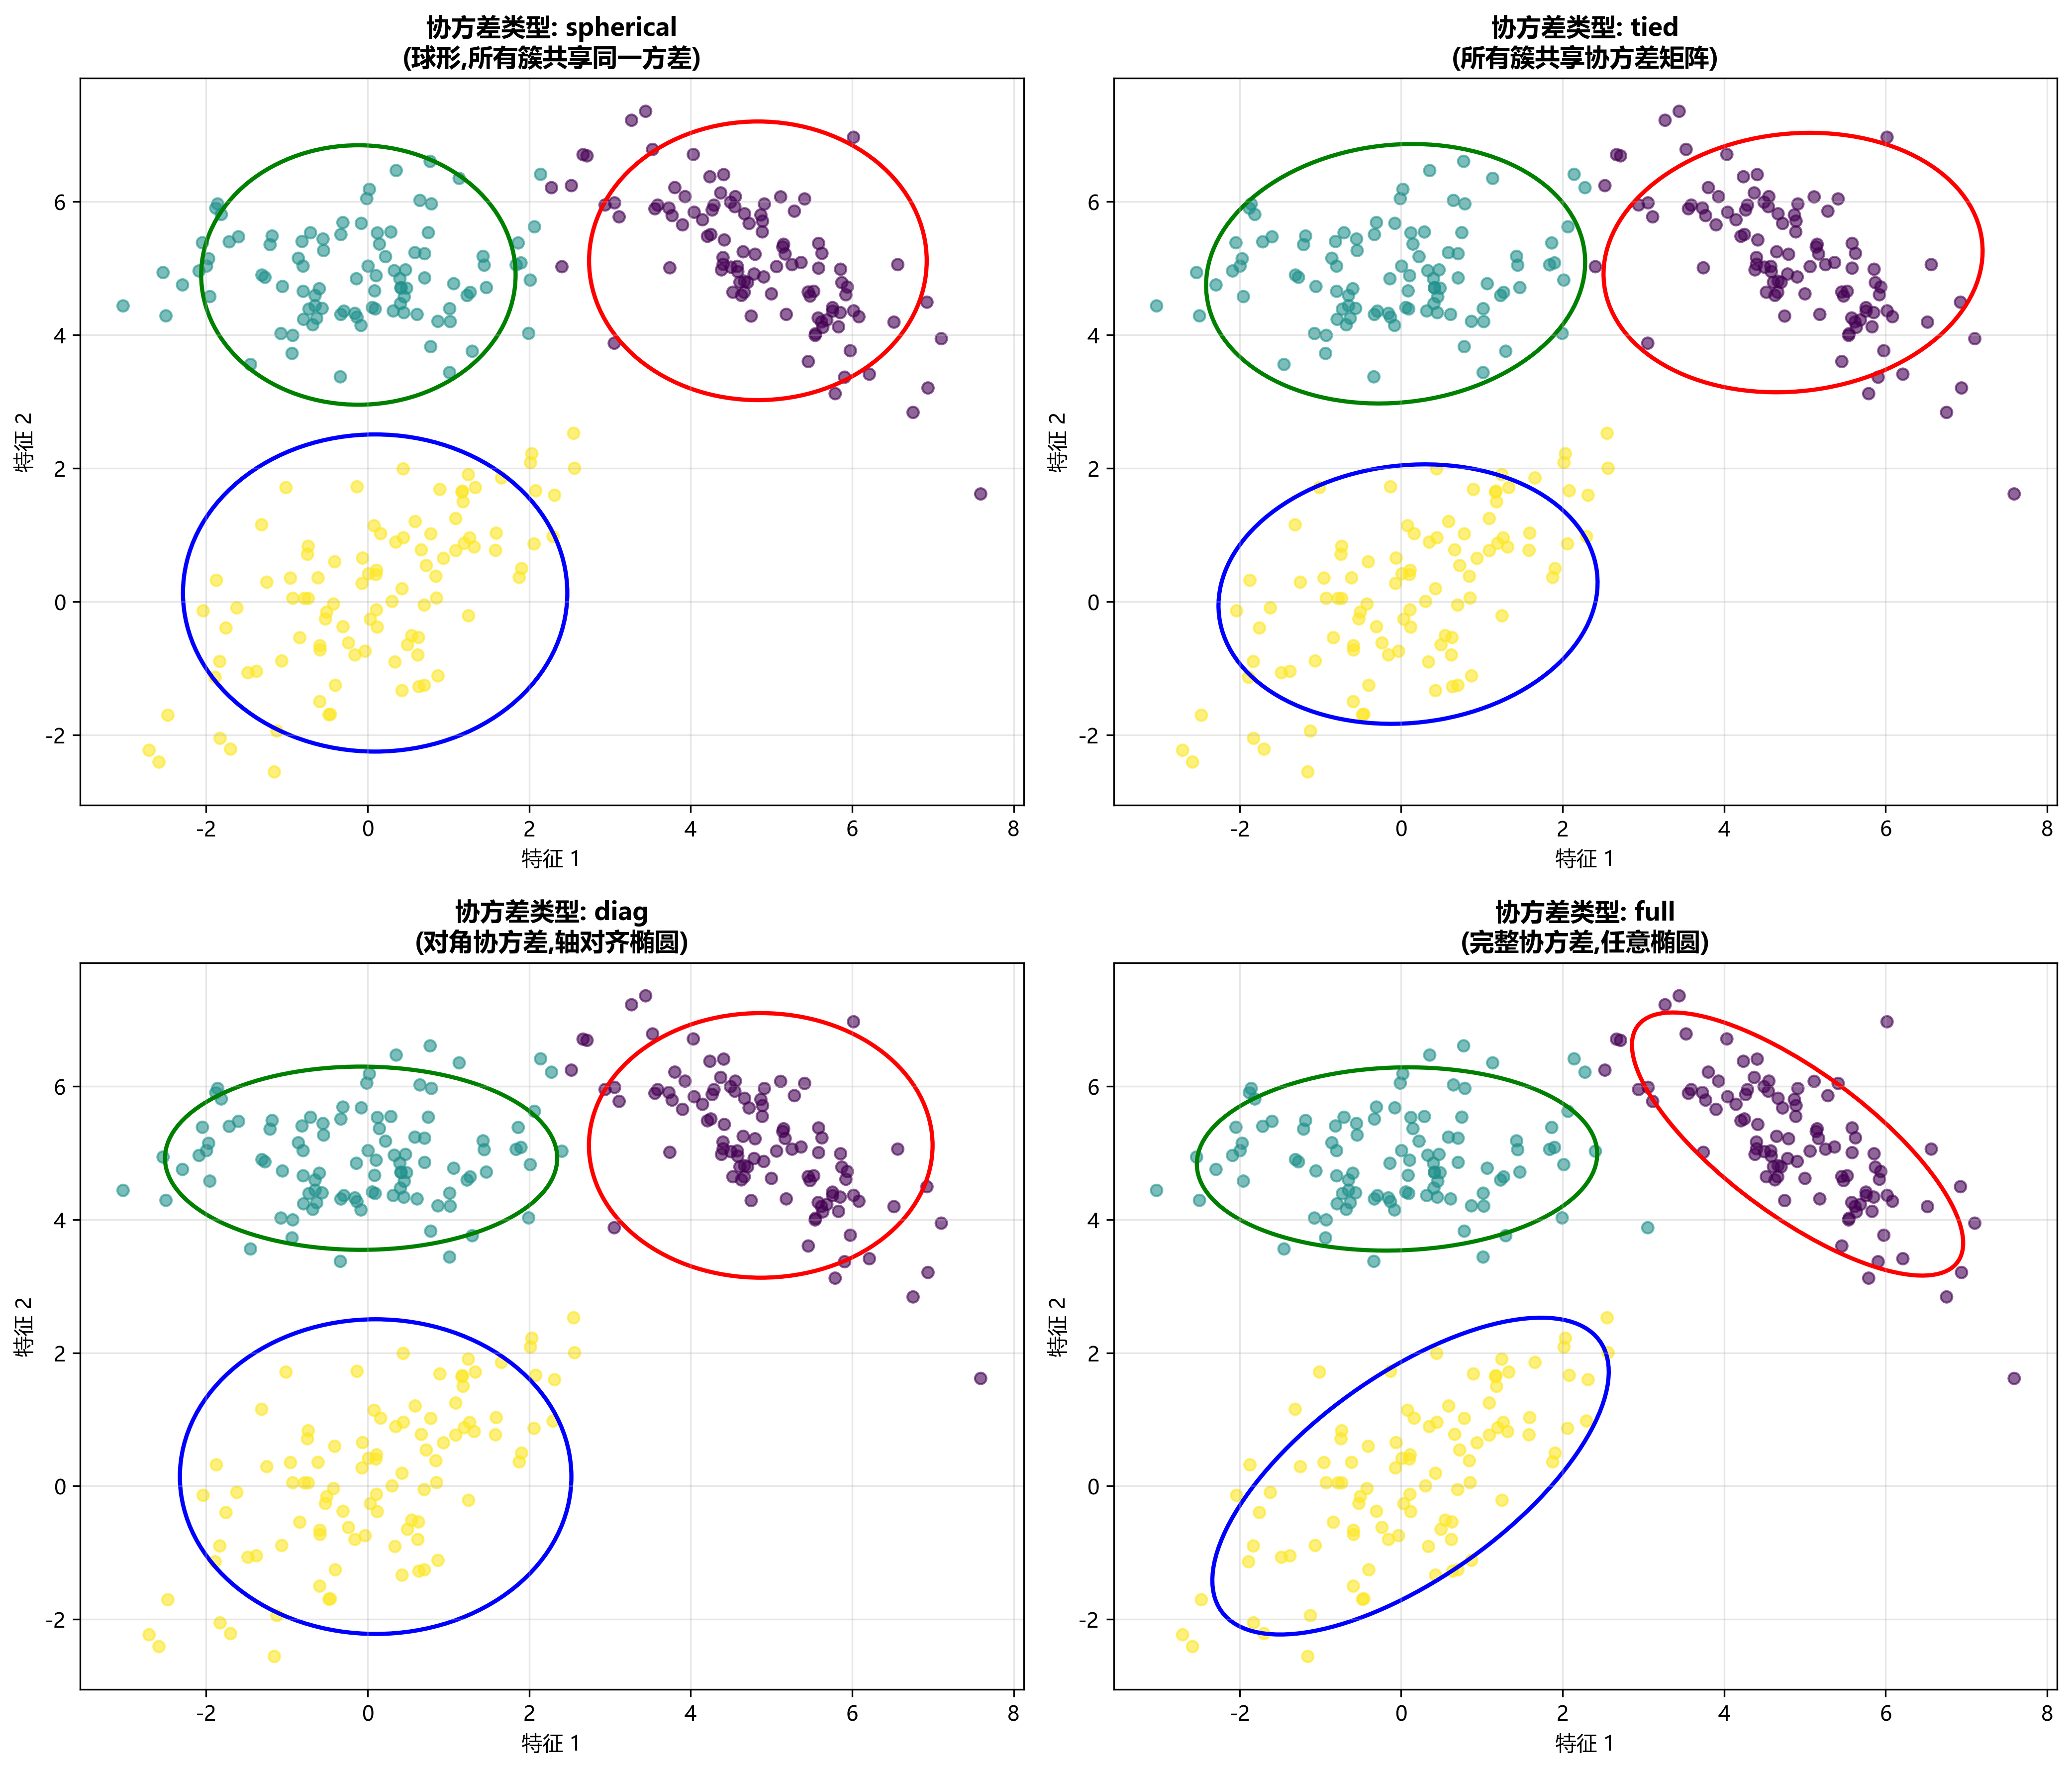 协方差类型: spherical
(球形,所有簇共享同一方差)
特征 2
6
4
2
0
-2
-2
0
2
4
6
8
特征 1
协方差类型: tied
(所有簇共享协方差矩阵)
特征 2
6
4
2
0
-2
-2
0
2
4
6
8
特征 1
协方差类型: diag
(对角协方差,轴对齐椭圆)
特征 2
6
4
2
0
-2
-2
0
2
4
6
8
特征 1
协方差类型: full
(完整协方差,任意椭圆)
特征 2
6
4
2
0
-2
-2
0
2
4
6
8
特征 1